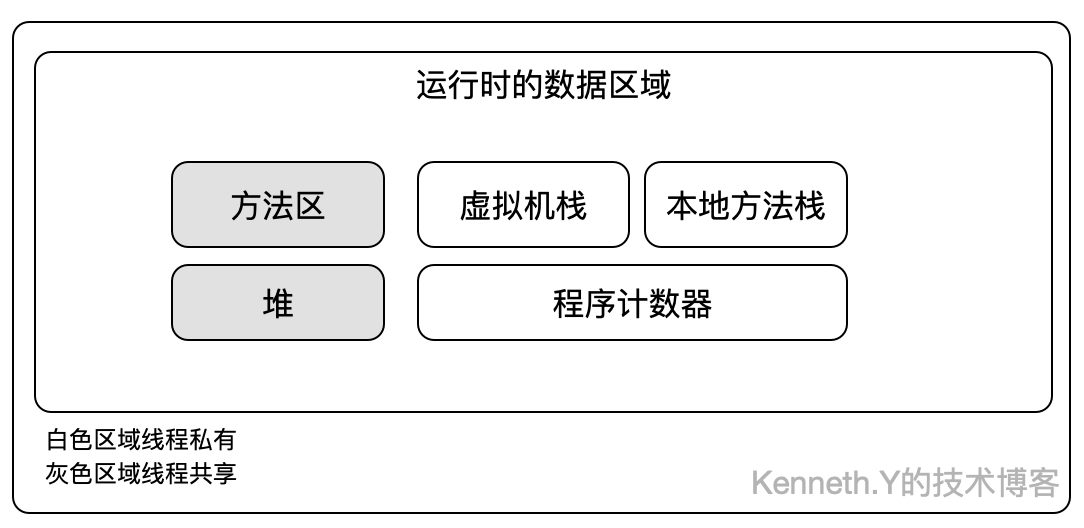 运行时的数据区域
方法区
虚拟机栈
本地方法栈
堆
程序计数器
白色区域线程私有
灰色区域线程共享
Kenneth.Y的技术博客